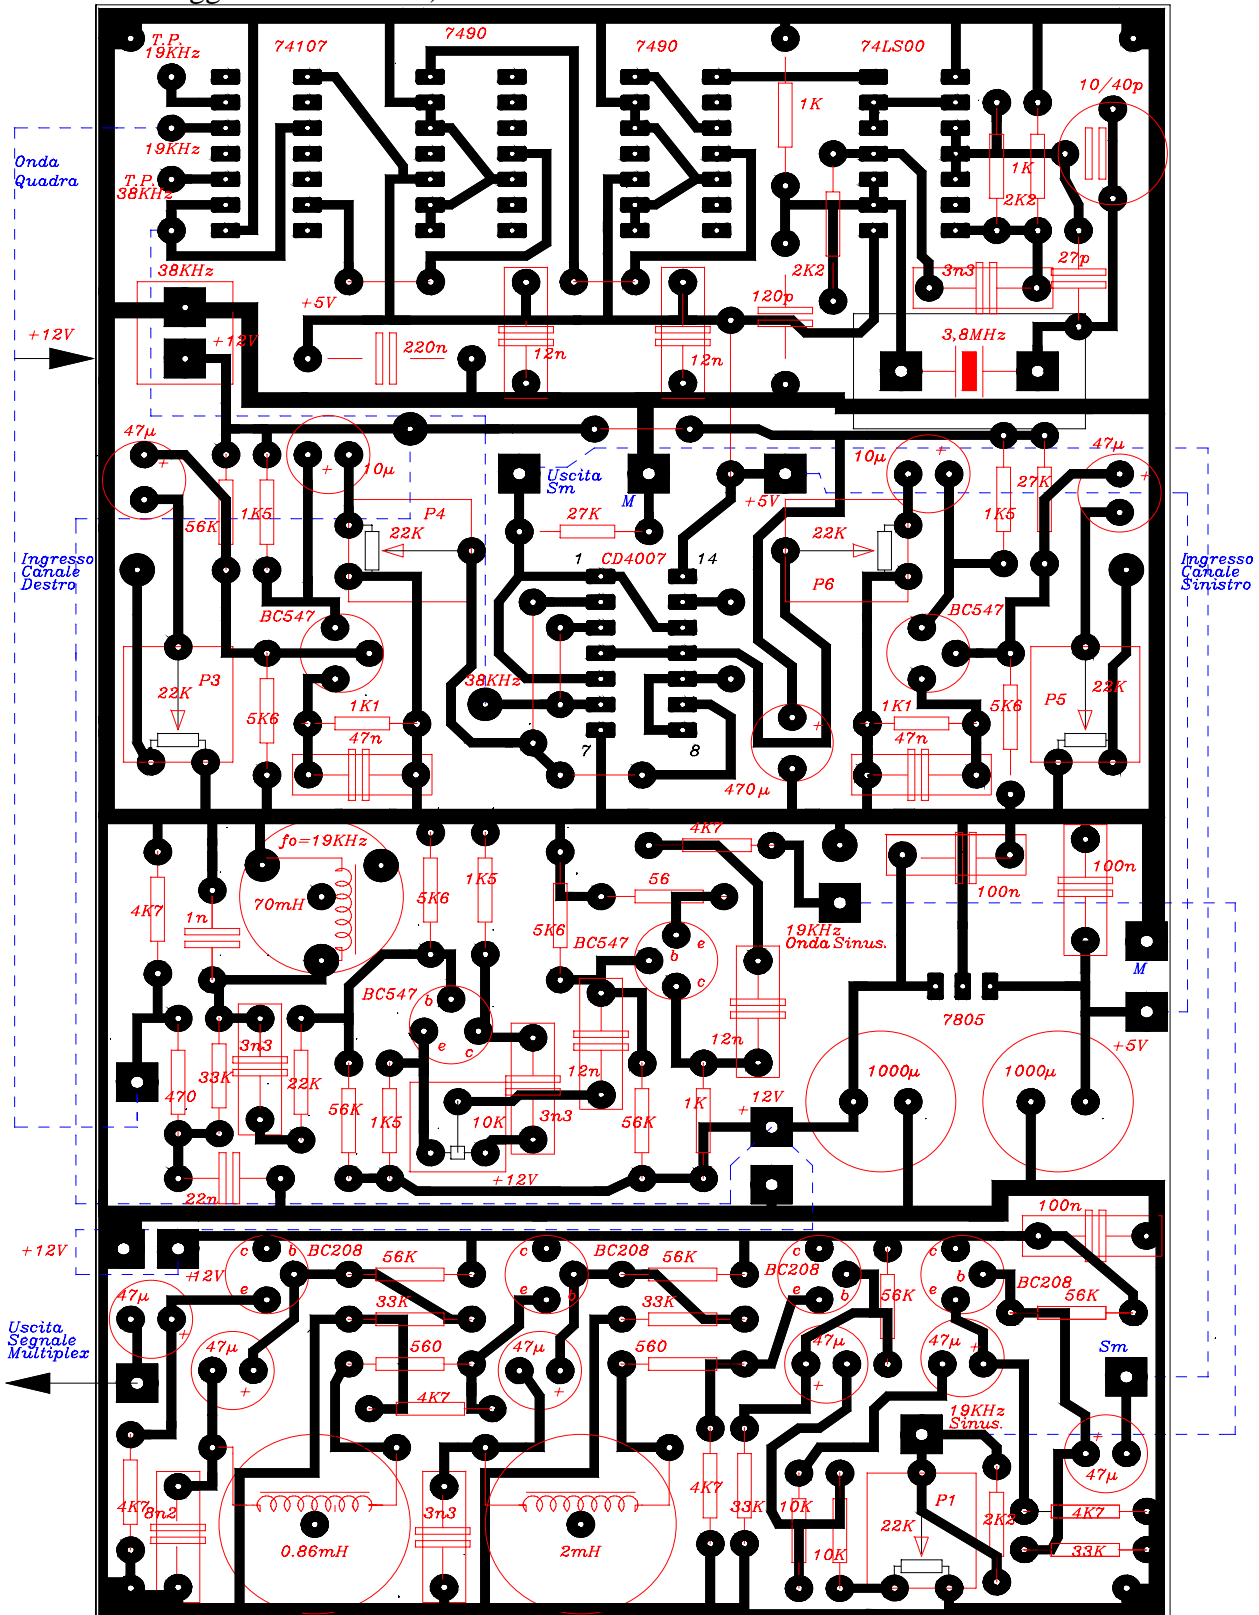 T.P.
19KHz
74107
7490
7490
74LS00
10/40p
1K
19KHz
Onda
Quadra
T.P.
38KHz
1K
2K2
38KHz
2K2
3n3
27p
+5V
120p
+12V
+12V
220n
12n
12n
3,8MHz
47µ
+
+
10µ
Uscita
Sm
M
+5V
10µ
+
47µ
+
56K
1K5
P4
22K
27K
22K
1K5
27K
Ingresso
Canale
Destro
1
CD4007
14
P6
Ingresso
Canale
Sinistro
BC547
BC547
P3
22K
38KHz
P5
22K
5K6
1K1
1K1
5K6
47n
7
8
+
47n
470µ
fo=19KHz
4K7
100n
4K7
1n
70mH
5K6
1K5
5K6
56
100n
BC547
e
b
c
19KHz
Onda Sinus.
BC547
b
e
c
M
7805
3n3
12n
+5V
470
33K
22K
12n
1000µ
1000µ
56K
1K5
10K
3n3
56K
1K
12V
+
22n
+12V
100n
+12V
+12V
c
b
e
BC208
56K
c
e
b
BC208
56K
c
BC208
e
b
56K
c
b
e
BC208
56K
47µ
+
33K
33K
Uscita
Segnale
Multiplex
47µ
+
560
47µ
+
560
47µ
+
47µ
+
Sm
4K7
19KHz
Sinus.
+
47µ
4K7
8n2
3n3
4K7
33K
10K
P1
22K
2K2
4K7
0.86mH
2mH
10K
33K